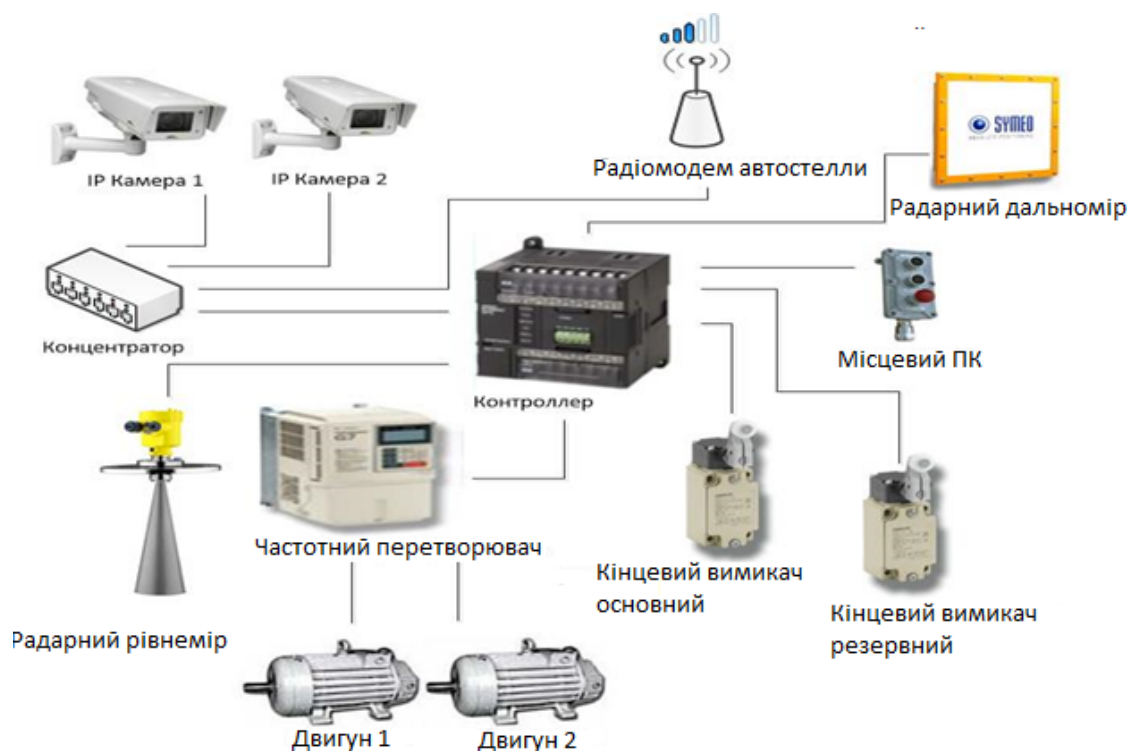 ..
SYMEO
IP Камера 1
IP Камера 2
Радіомодем автостелли
Радарний дальномір
Концентратор
Місцевий ПК
Контроллер
G7
Частотний перетворювач
Кінцевий вимикач
основний
Кінцевий вимикач
резервний
Радарний рівнемір
Двигун 1
Двигун 2